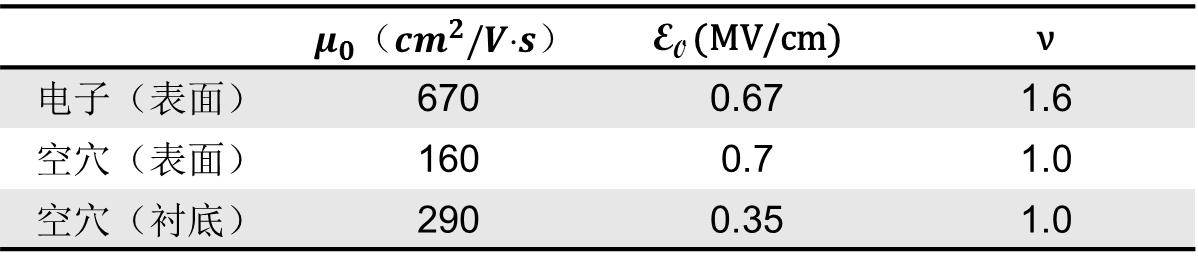 μ₀（cm²/V·s） ℰ₀(MV/cm) ν
电子（表面） 670 0.67 1.6
空穴（表面） 160 0.7 1.0
空穴（衬底） 290 0.35 1.0